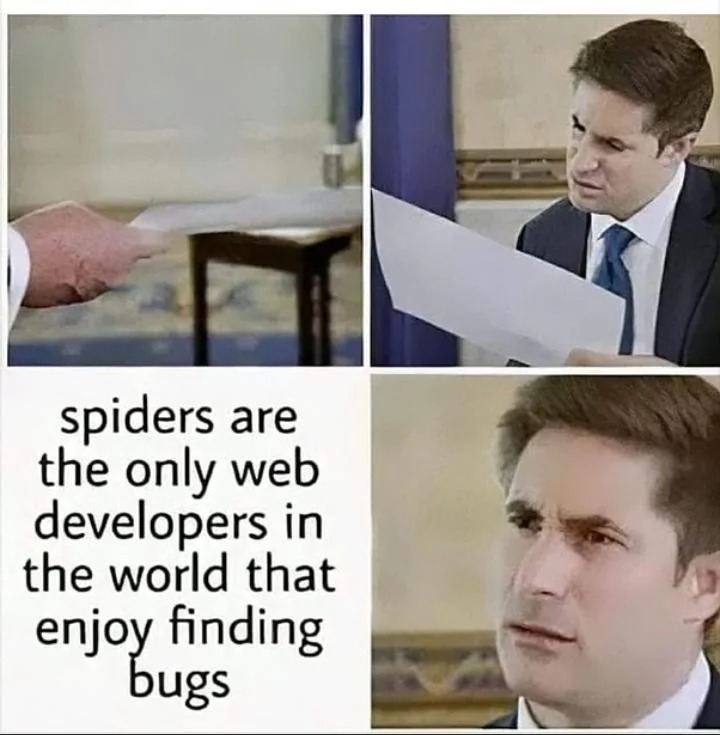 spiders are
the only web
developers in
the world that
enjoy finding
bugs